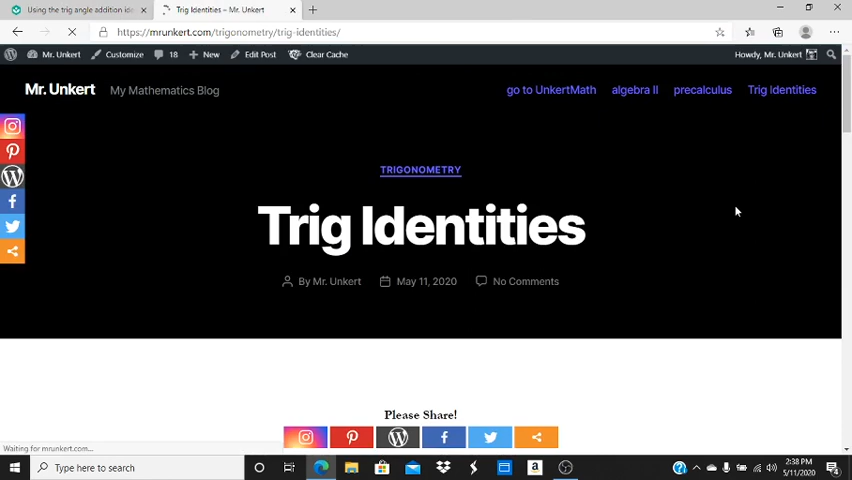 Using the trig angle addition ide
Trig Identities – Mr. Unkert
https://mrunkert.com/trigonometry/trig-identities/
Mr. Unkert
Customize
18
New
Edit Post
Clear Cache
Howdy, Mr. Unkert
Mr. Unkert
My Mathematics Blog
go to UnkertMath
algebra II
precalculus
Trig Identities
TRIGONOMETRY
Trig Identities
By Mr. Unkert
May 11, 2020
No Comments
Please Share!
Waiting for mrunkert.com...
Type here to search
2:38 PM
5/11/2020
4